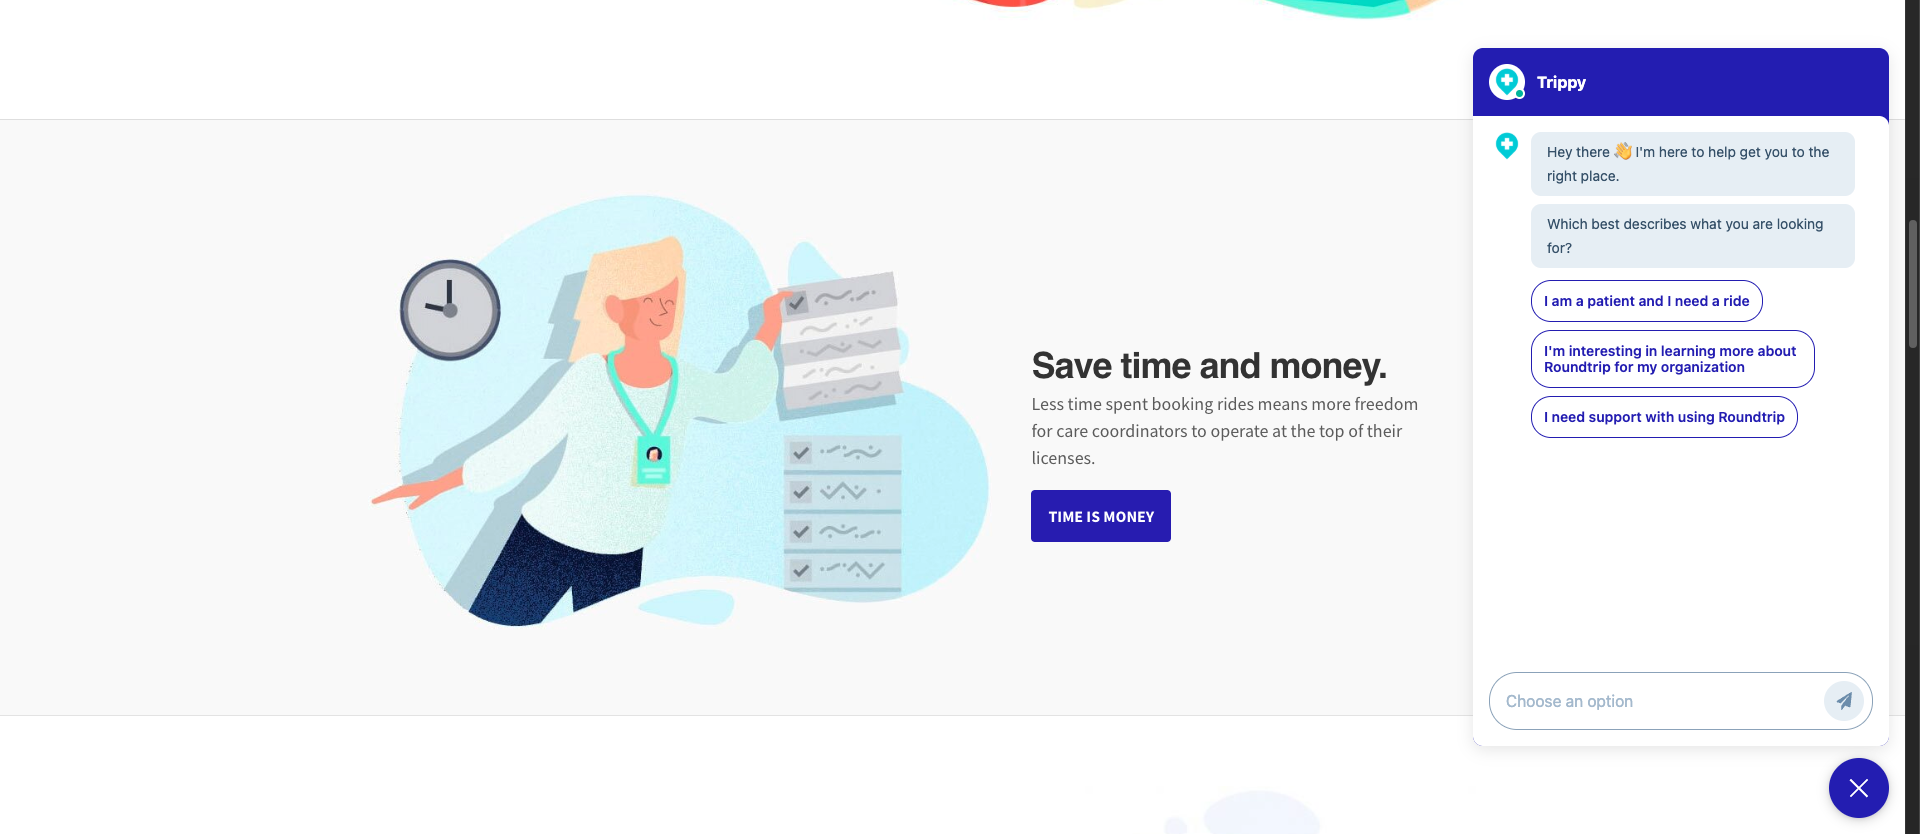 Save time and money.
Less time spent booking rides means more freedom
for care coordinators to operate at the top of their
licenses.
TIME IS MONEY
Trippy
Hey there 👋 I'm here to help get you to the
right place.
Which best describes what you are looking
for?
I am a patient and I need a ride
I'm interesting in learning more about
Roundtrip for my organization
I need support with using Roundtrip
Choose an option